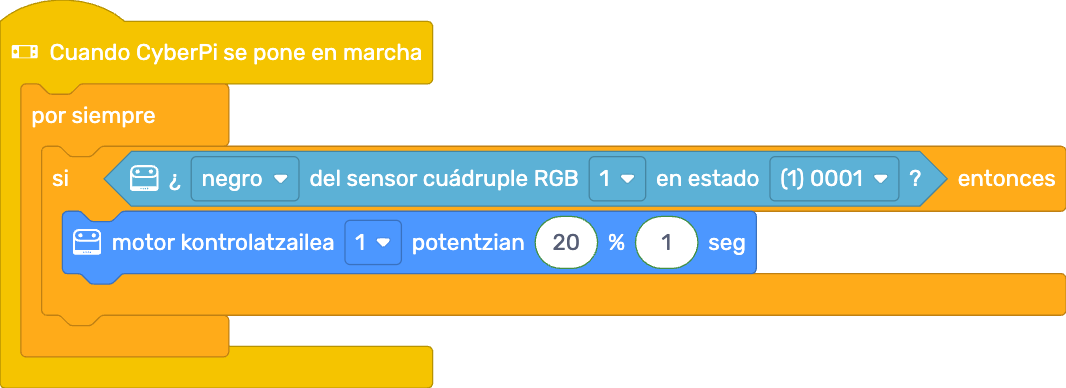 Cuando CyberPi se pone en marcha
por siempre
si ¿ negro del sensor cuádruple RGB 1 en estado (1) 0001 ? entonces
motor kontrolatzailea 1 potentzian 20 % 1 seg